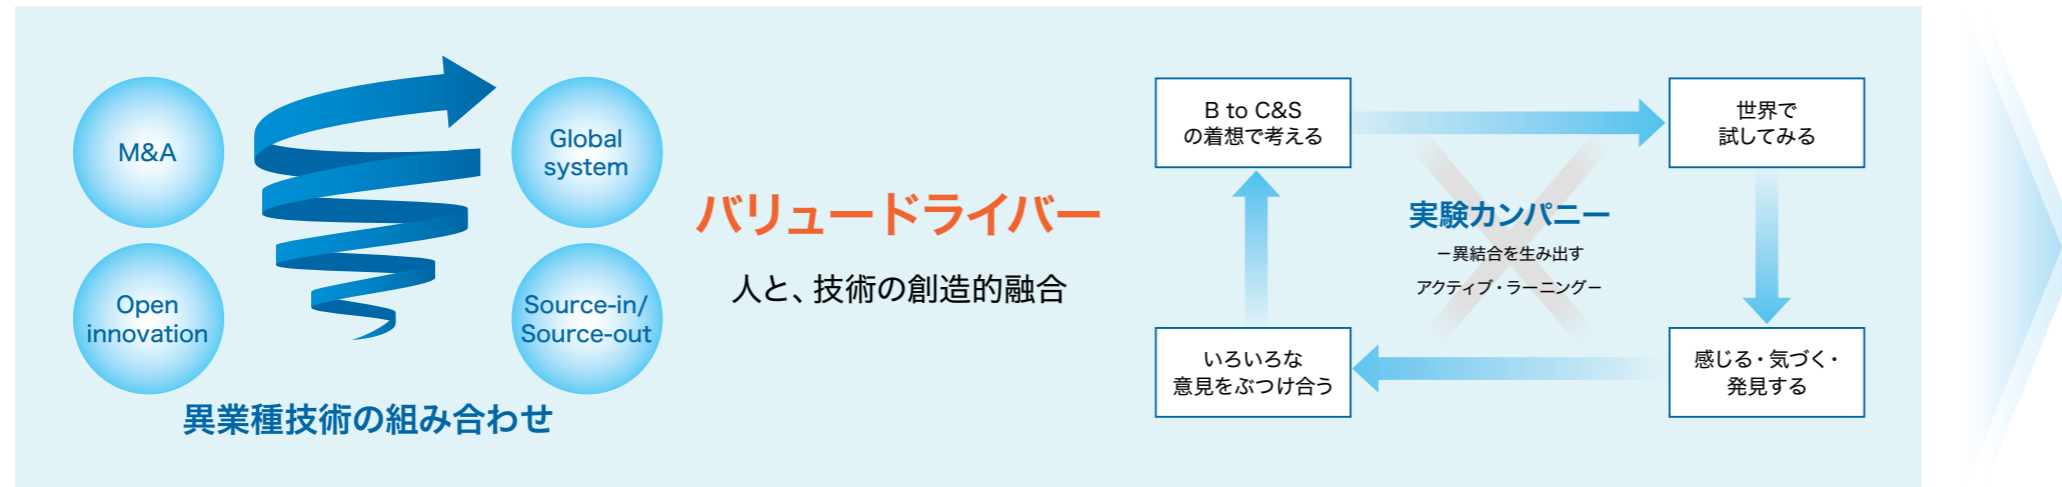 M&A
Open
innovation
Global
system
Source-in/
Source-out
異業種技術の組み合わせ
バリュードライバー
人と、技術の創造的融合
B to C&S
の着想で考える
世界で
試してみる
実験カンパニー
－異結合を生み出す
アクティブ・ラーニング－
いろいろな
意見をぶつけ合う
感じる・気づく・
発見する